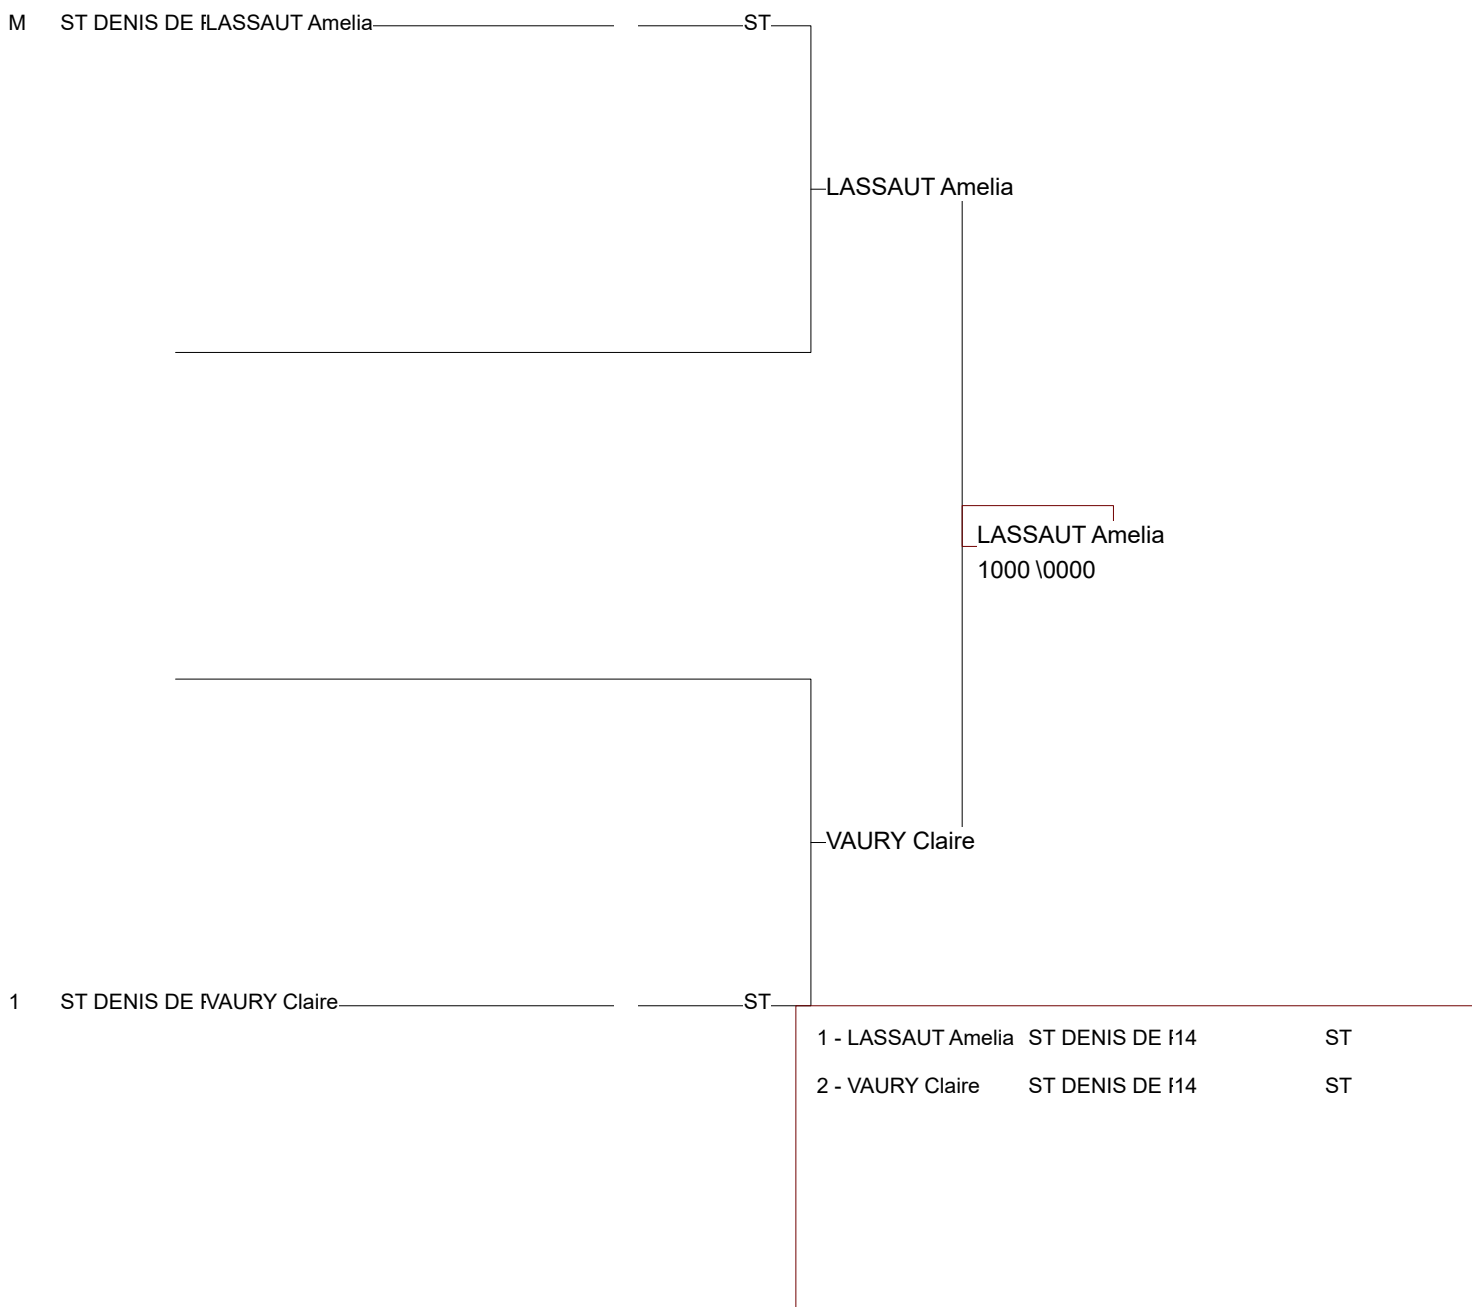 M ST DENIS DE LASSAUT Amelia ST
LASSAUT Amelia
LASSAUT Amelia
1000 \0000
VAURY Claire
1 ST DENIS DE VAURY Claire ST
1 - LASSAUT Amelia ST DENIS DE 14 ST
2 - VAURY Claire ST DENIS DE 14 ST